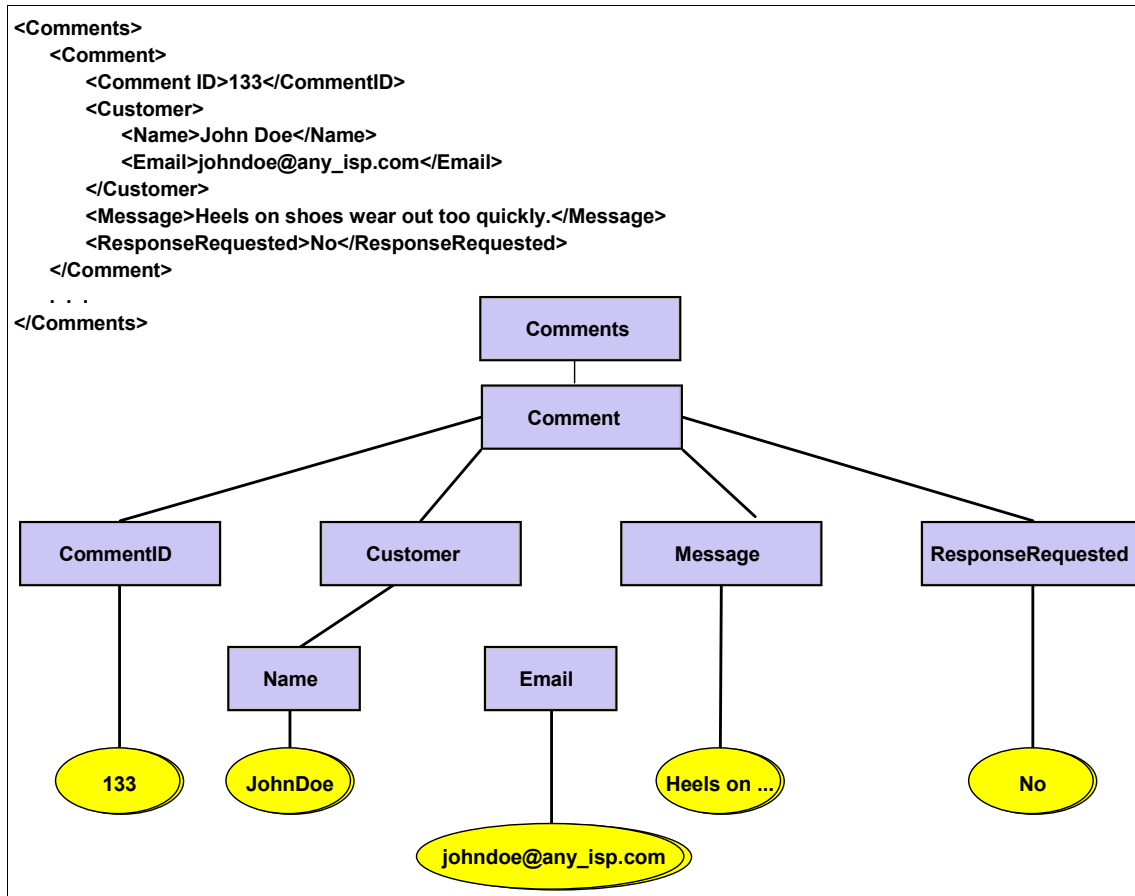 <Comments>
<Comment>
<Comment ID>133</CommentID>
<Customer>
<Name>John Doe</Name>
<Email>johndoe@any_isp.com</Email>
</Customer>
<Message>Heels on shoes wear out too quickly.</Message>
<ResponseRequested>No</ResponseRequested>
</Comment>
. . .
</Comments>
Comments
Comment
CommentID Customer Message ResponseRequested
Name Email
133 JohnDoe Heels on ... No
johndoe@any_isp.com